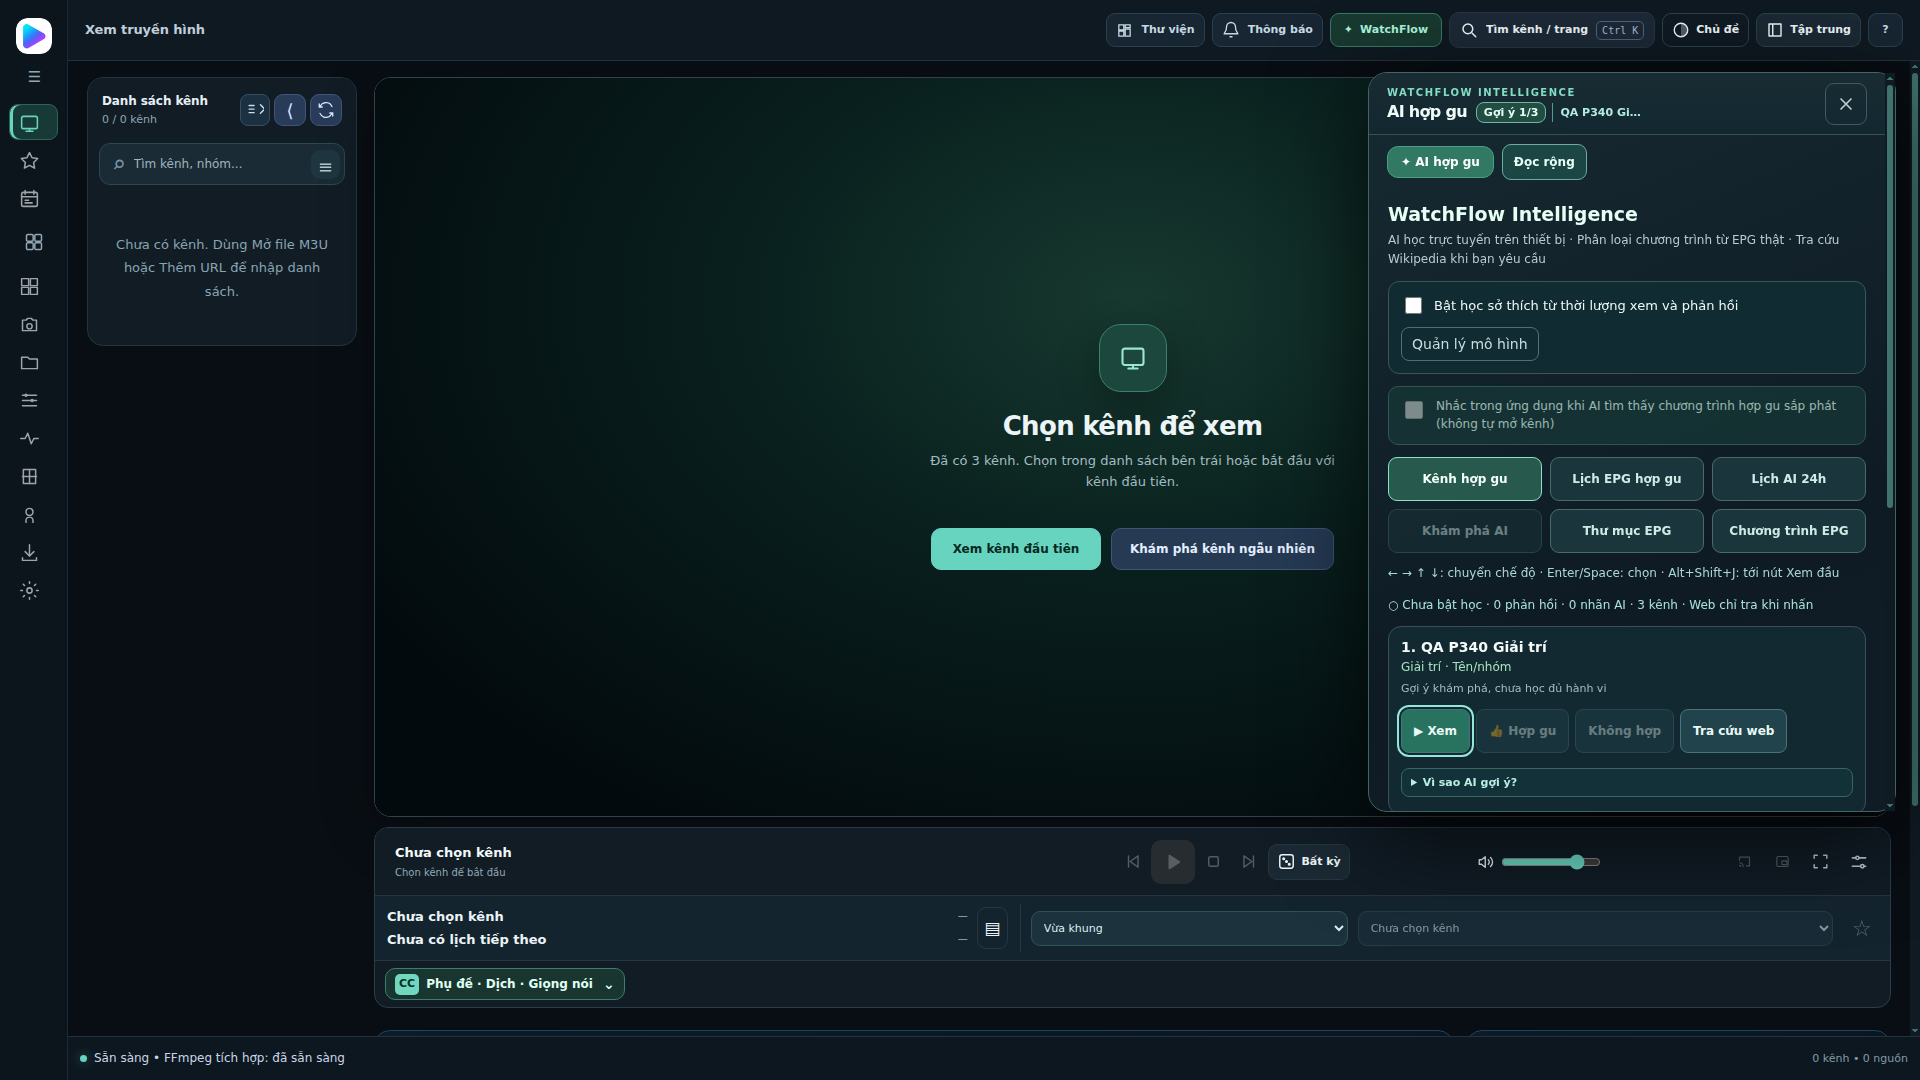 Xem truyền hình
Thư viện
Thông báo
✦ WatchFlow
Tìm kênh / trang Ctrl K
Chủ đề
Tập trung
?
Danh sách kênh
0 / 0 kênh
Tìm kênh, nhóm...
Chưa có kênh. Dùng Mở file M3U
hoặc Thêm URL để nhập danh
sách.
Chọn kênh để xem
Đã có 3 kênh. Chọn trong danh sách bên trái hoặc bắt đầu với
kênh đầu tiên.
Xem kênh đầu tiên
Khám phá kênh ngẫu nhiên
WATCHFLOW INTELLIGENCE
AI hợp gu Gợi ý 1/3 QA P340 Gi...
✦ AI hợp gu
Đọc rộng
WatchFlow Intelligence
AI học trực tuyến trên thiết bị · Phân loại chương trình từ EPG thật · Tra cứu
Wikipedia khi bạn yêu cầu
Bật học sở thích từ thời lượng xem và phản hồi
Quản lý mô hình
Nhắc trong ứng dụng khi AI tìm thấy chương trình hợp gu sắp phát
(không tự mở kênh)
Kênh hợp gu
Lịch EPG hợp gu
Lịch AI 24h
Khám phá AI
Thư mục EPG
Chương trình EPG
← → ↑ ↓: chuyển chế độ · Enter/Space: chọn · Alt+Shift+J: tới nút Xem đầu
○ Chưa bật học · 0 phản hồi · 0 nhãn AI · 3 kênh · Web chỉ tra khi nhấn
1. QA P340 Giải trí
Giải trí · Tên/nhóm
Gợi ý khám phá, chưa học đủ hành vi
▶ Xem
👍 Hợp gu
Không hợp
Tra cứu web
▶ Vì sao AI gợi ý?
Chưa chọn kênh
Chọn kênh để bắt đầu
Bất kỳ
Chưa chọn kênh —
Chưa có lịch tiếp theo —
Vừa khung
Chưa chọn kênh
CC Phụ đề · Dịch · Giọng nói
Sẵn sàng • FFmpeg tích hợp: đã sẵn sàng
0 kênh • 0 nguồn